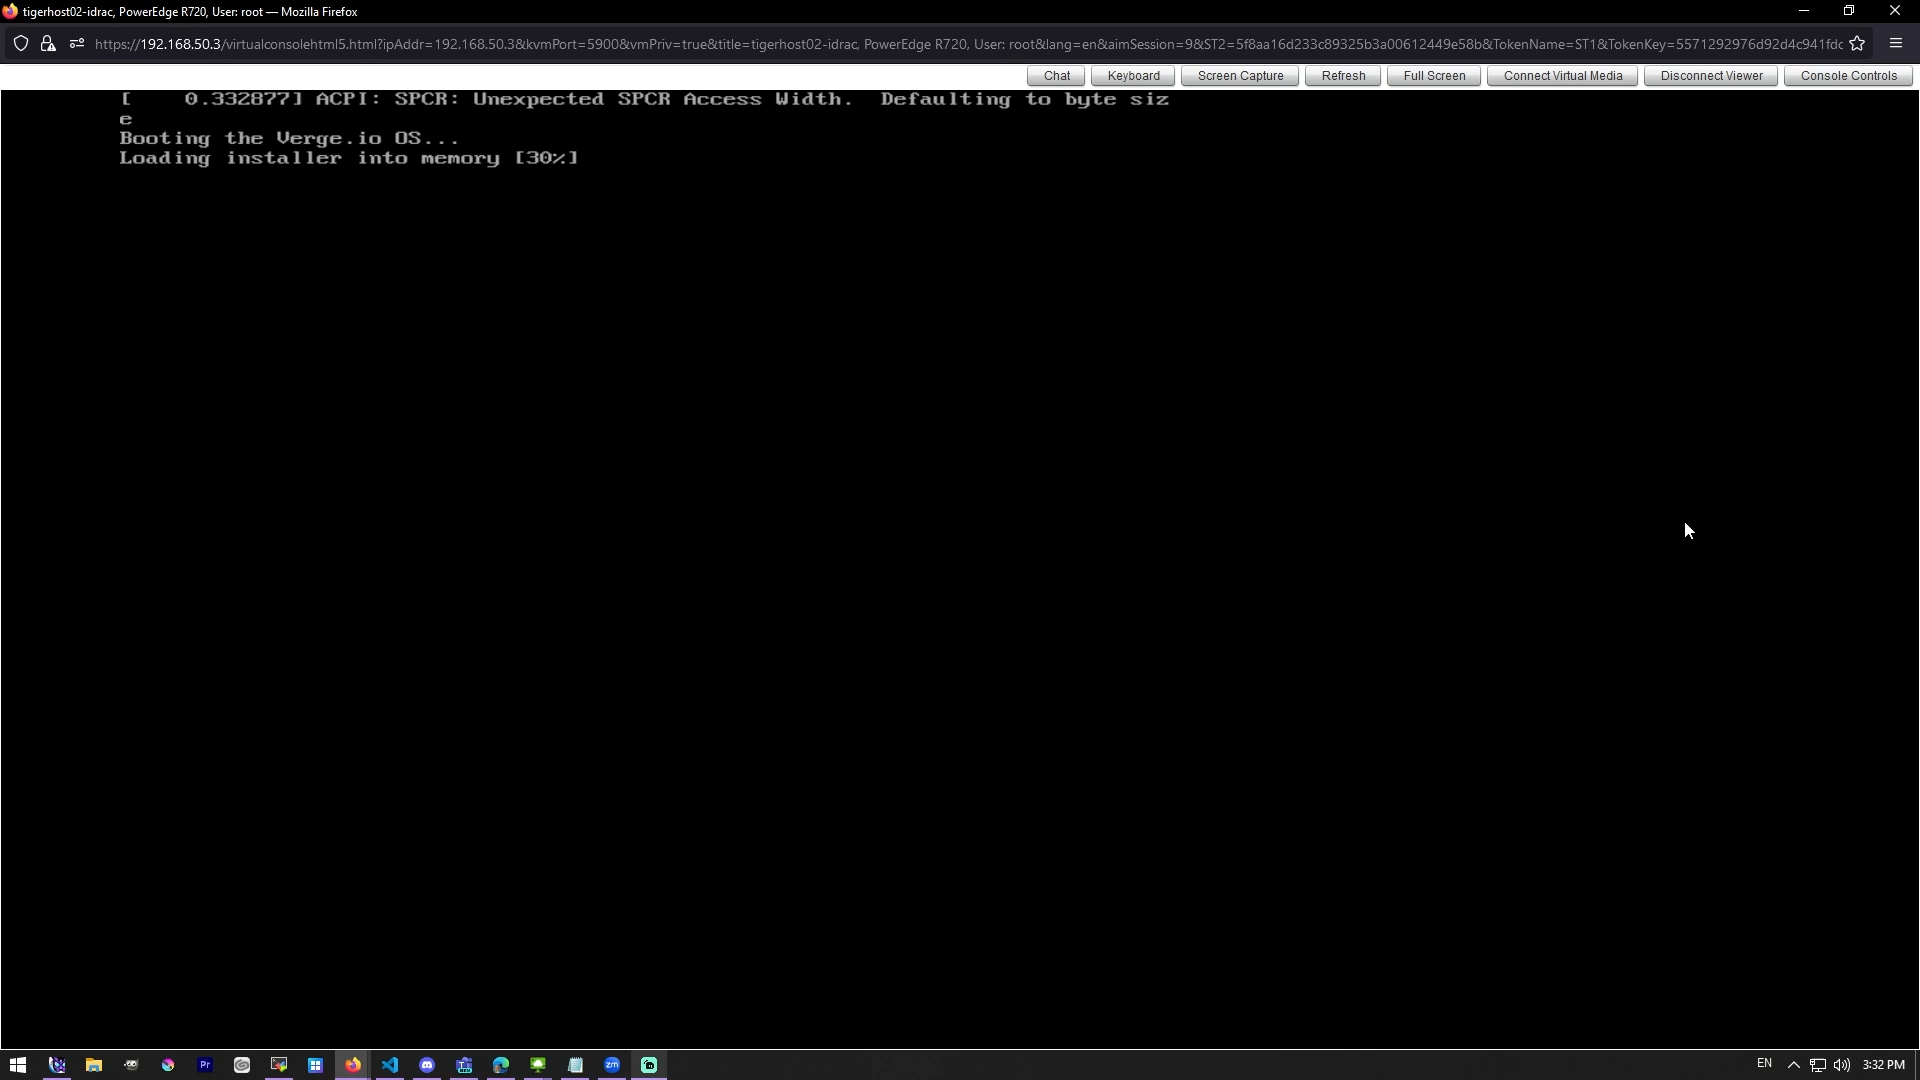 tigerhost02-idrac, PowerEdge R720, User: root — Mozilla Firefox
https://192.168.50.3/virtualconsolehtml5.html?ipAddr=192.168.50.3&kvmPort=5900&vmPriv=true&title=tigerhost02-idrac, PowerEdge R720, User: root&lang=en&aimSession=9&ST2=5f8aa16d233c89325b3a00612449e58b&TokenName=ST1&TokenKey=5571292976d92d4c941fdc
Chat Keyboard Screen Capture Refresh Full Screen Connect Virtual Media Disconnect Viewer Console Controls
[    0.332877] ACPI: SPCR: Unexpected SPCR Access Width.  Defaulting to byte siz
e
Booting the Verge.io OS...
Loading installer into memory [30%]
Pr zm EN 3:32 PM